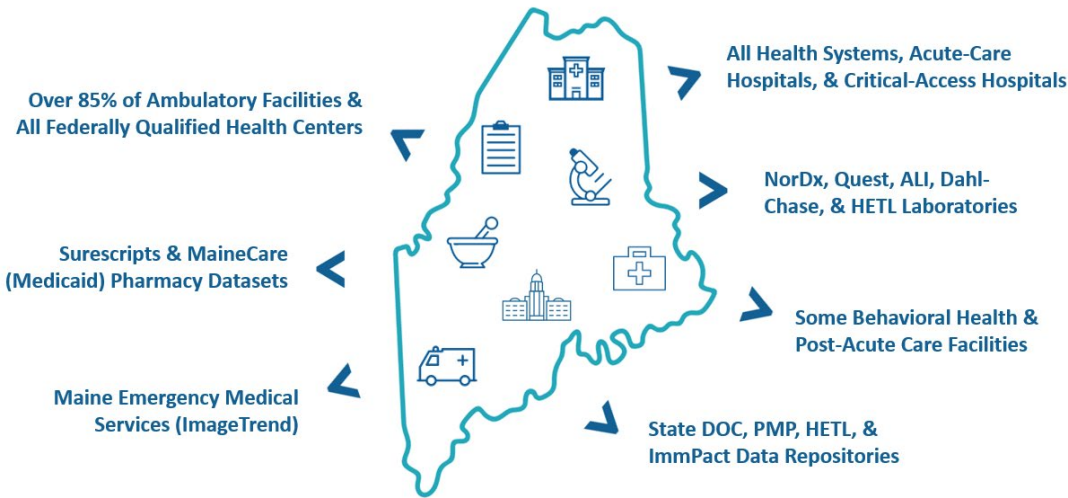 Over 85% of Ambulatory Facilities &
All Federally Qualified Health Centers
Surescripts & MaineCare
(Medicaid) Pharmacy Datasets
Maine Emergency Medical
Services (ImageTrend)
All Health Systems, Acute-Care
Hospitals, & Critical-Access Hospitals
NorDx, Quest, ALI, Dahl-
Chase, & HETL Laboratories
Some Behavioral Health &
Post-Acute Care Facilities
State DOC, PMP, HETL, &
ImmPact Data Repositories